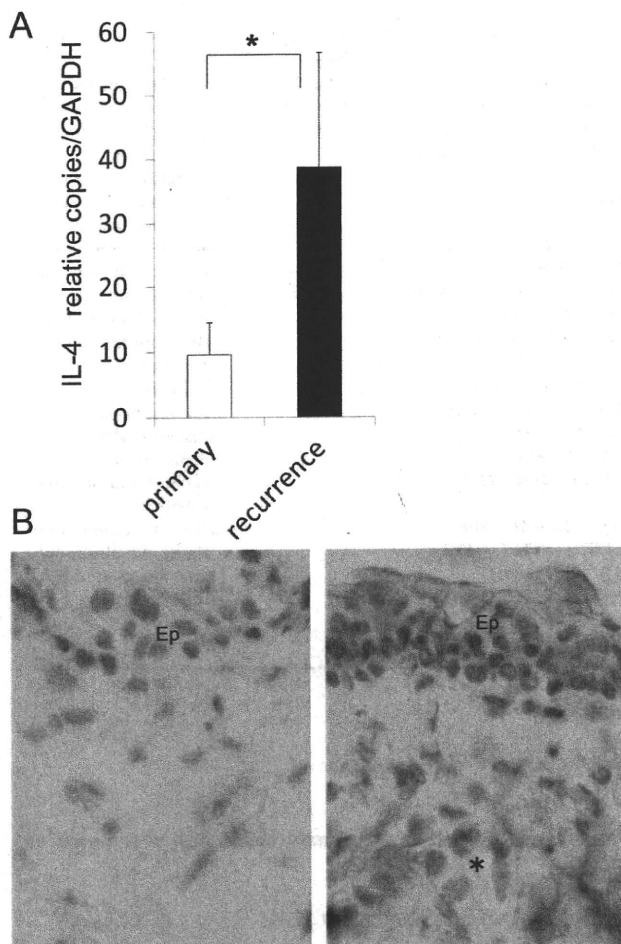 A
*
60
50
40
30
20
10
0
IL-4 relative copies/GAPDH
primary
recurrence
B
Ep
Ep
*